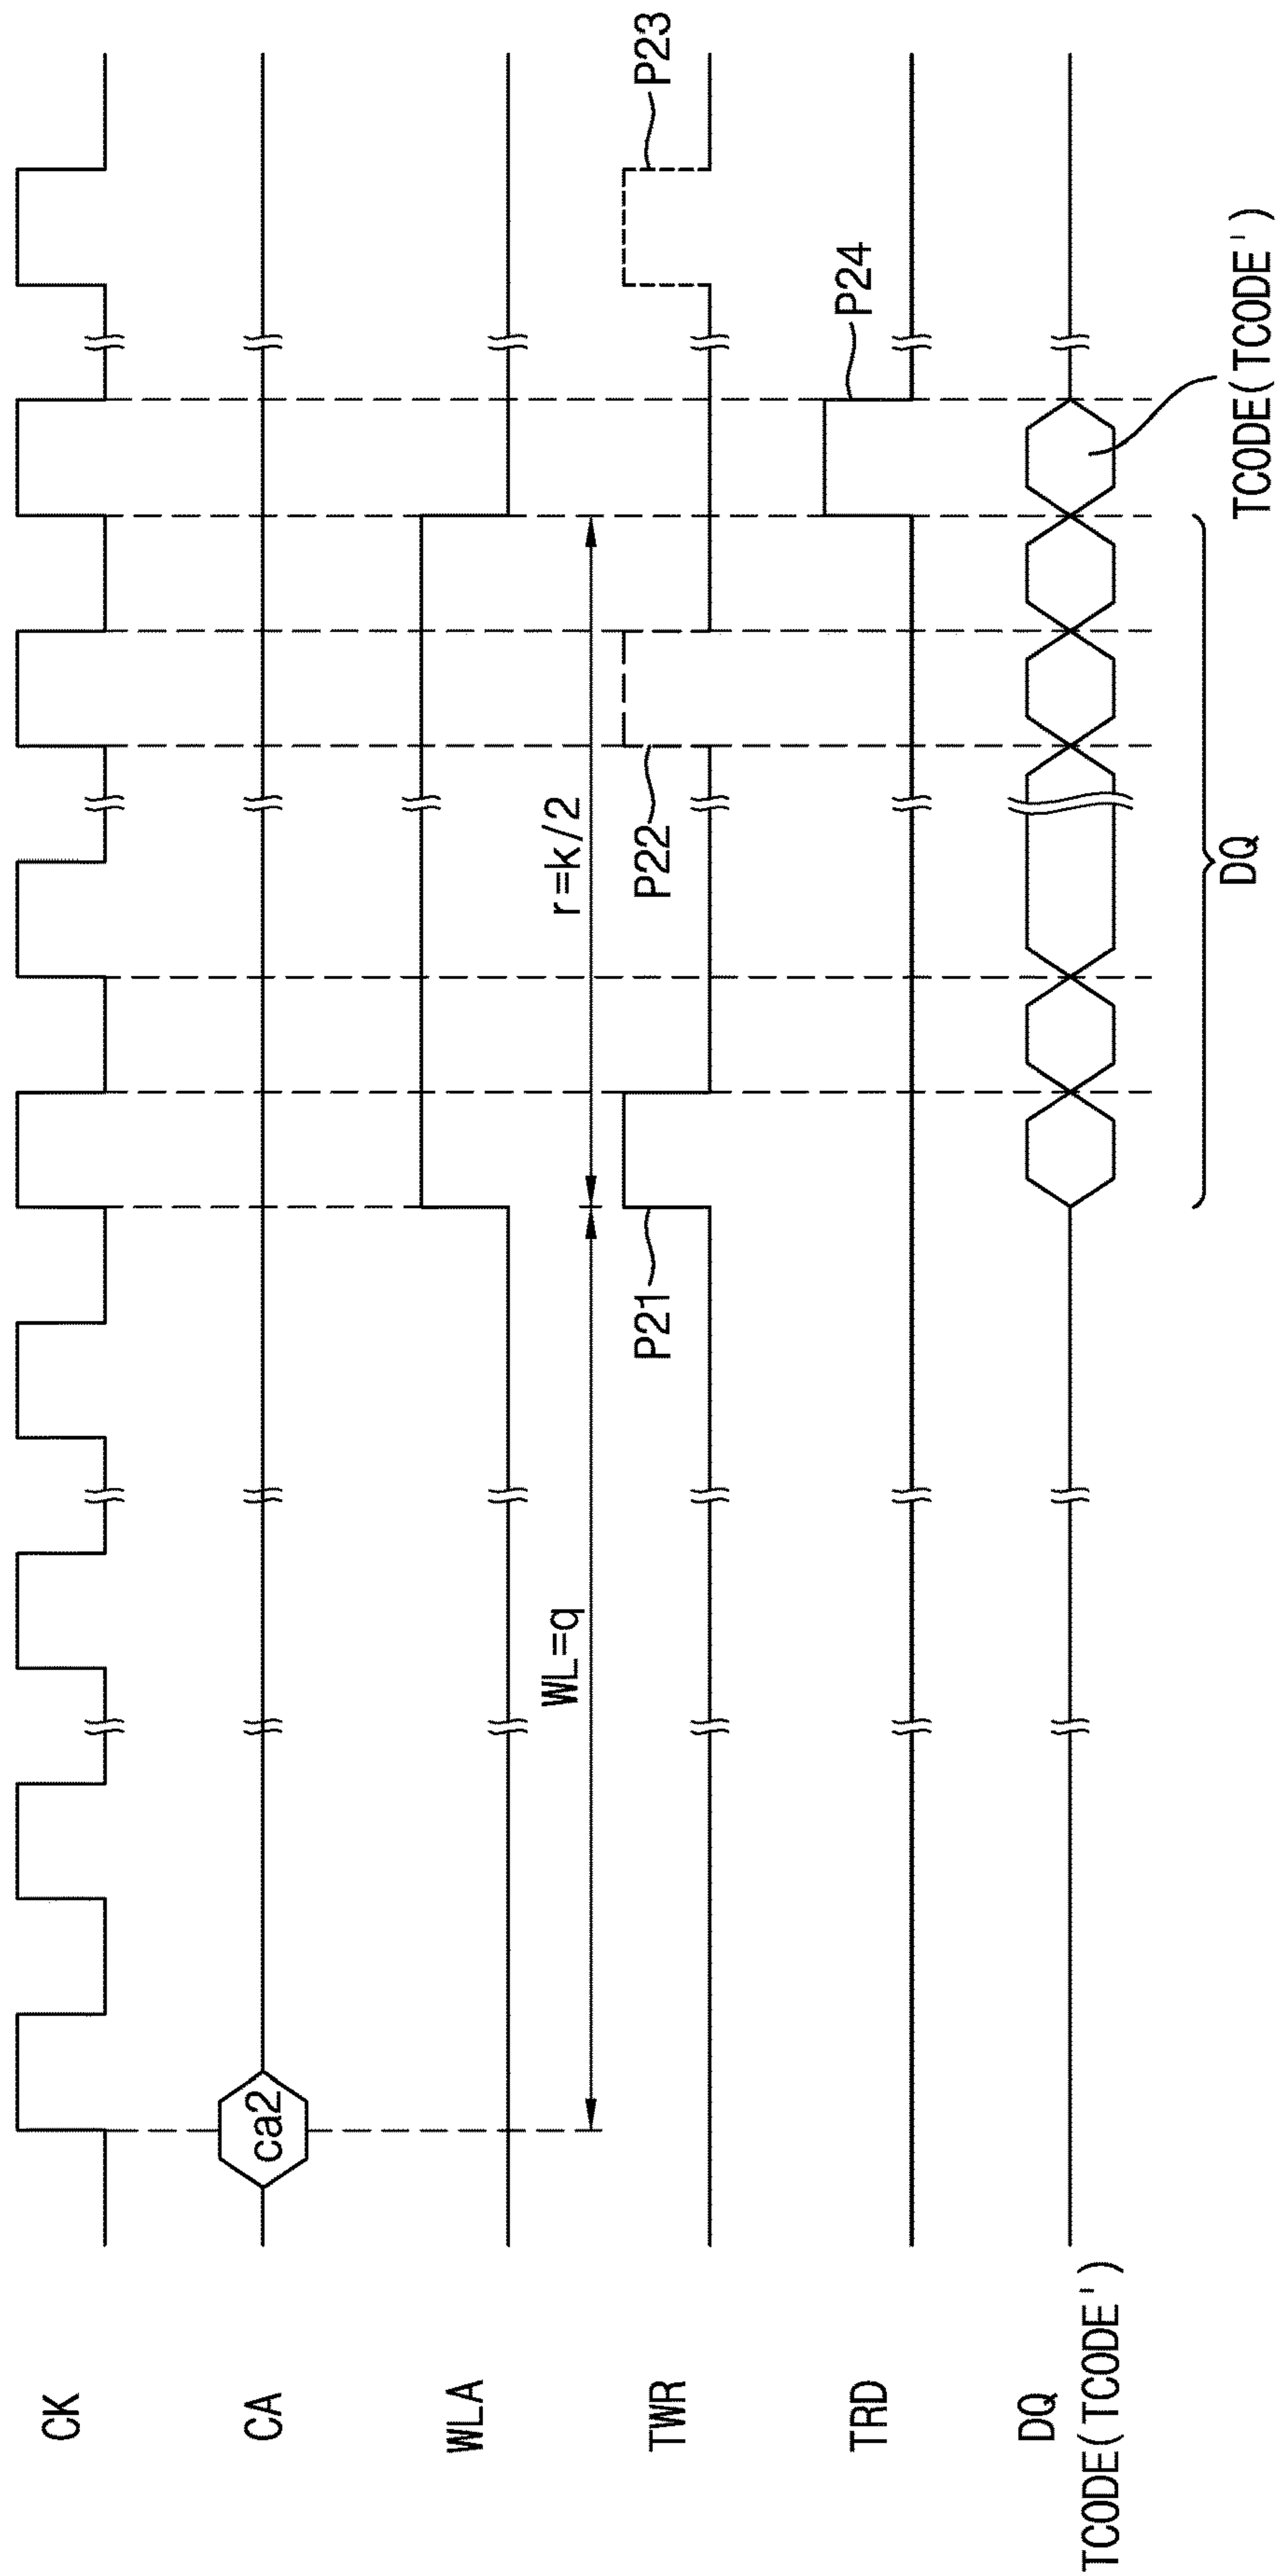 CK
CA
ca2
WLA
WL=q
r=k/2
TWR
P21
P22
P23
TRD
P24
DQ
TCODE(TCODE')
DQ
TCODE(TCODE')